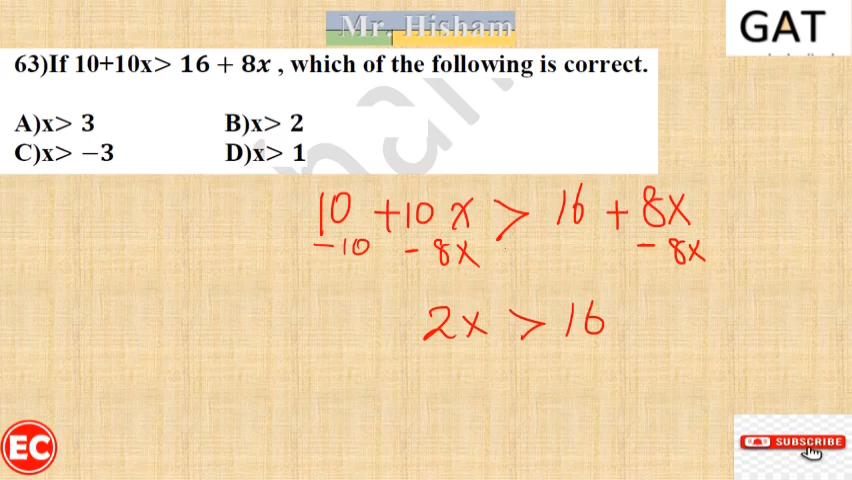 Mr. Hisham
GAT
63)If 10+10x> 16 + 8x , which of the following is correct.
A)x> 3 B)x> 2
C)x> −3 D)x> 1
10 +10 x > 16 + 8x
-10 - 8x - 8x
2x > 16
EC
SUBSCRIBE